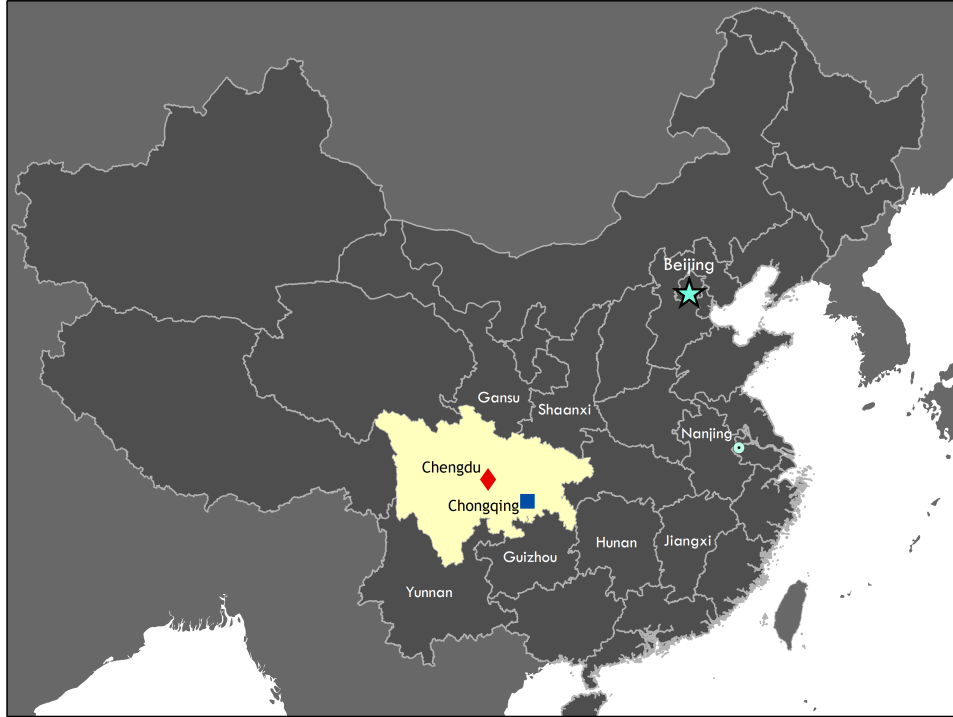 Beijing
Gansu
Shaanxi
Nanjing
Chengdu
Chongqing
Hunan
Jiangxi
Guizhou
Yunnan